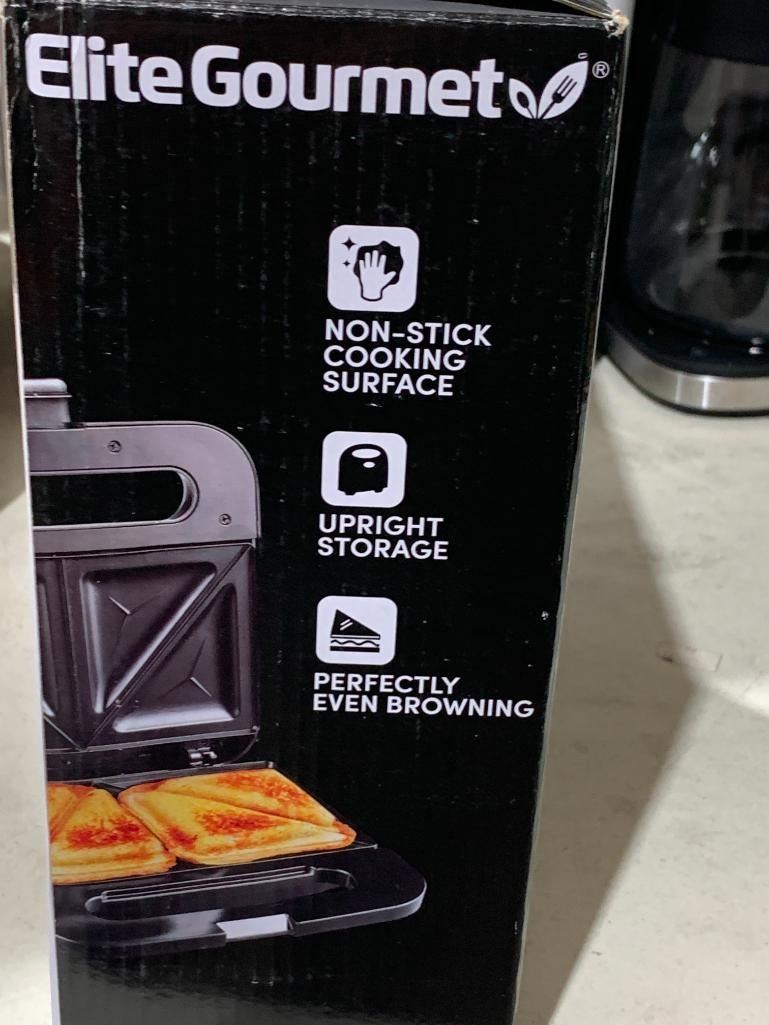 Elite Gourmet®
NON-STICK
COOKING
SURFACE
UPRIGHT
STORAGE
PERFECTLY
EVEN BROWNING